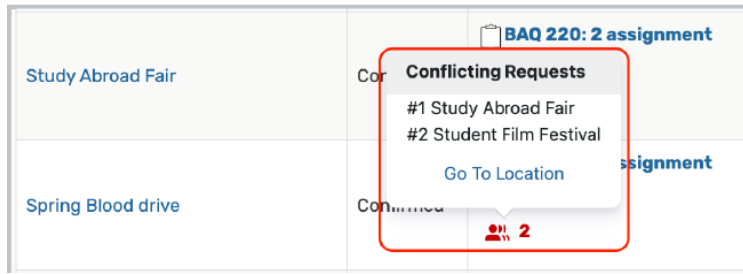 BAQ 220: 2 assignment
Study Abroad Fair
Conflicting Requests
#1 Study Abroad Fair
#2 Student Film Festival
Go To Location
Spring Blood drive
Confirmed
2